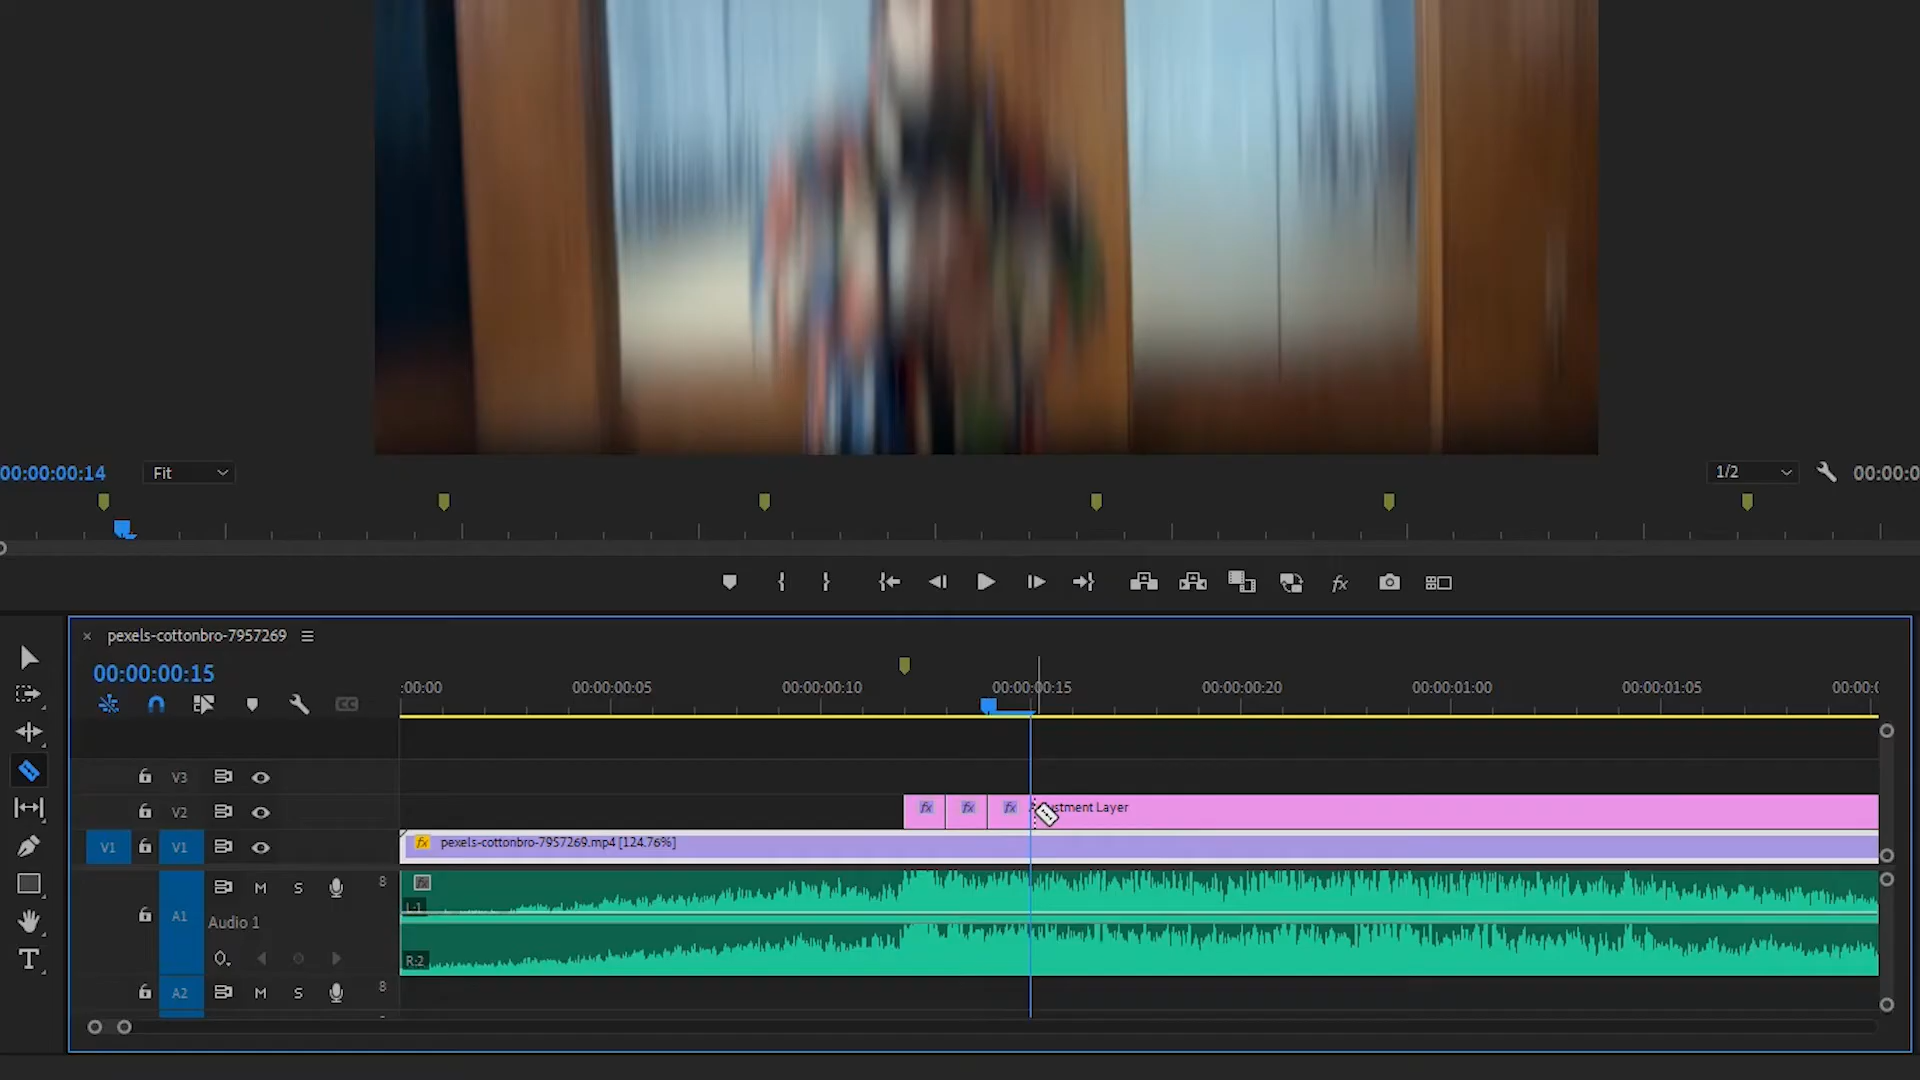 00:00:00:14
Fit
1/2
00:00:0
pexels-cottonbro-7957269
00:00:00:15
:00:00
00:00:00:05
00:00:00:10
00:00:00:15
00:00:00:20
00:00:01:00
00:00:01:05
00:00:0
CC
V3
V2
fx
fx
fx
Adjustment Layer
V1
V1
fx
pexels-cottonbro-7957269.mp4 [124.76%]
M
S
8
L-1
A1
Audio 1
R-2
A2
M
S
8